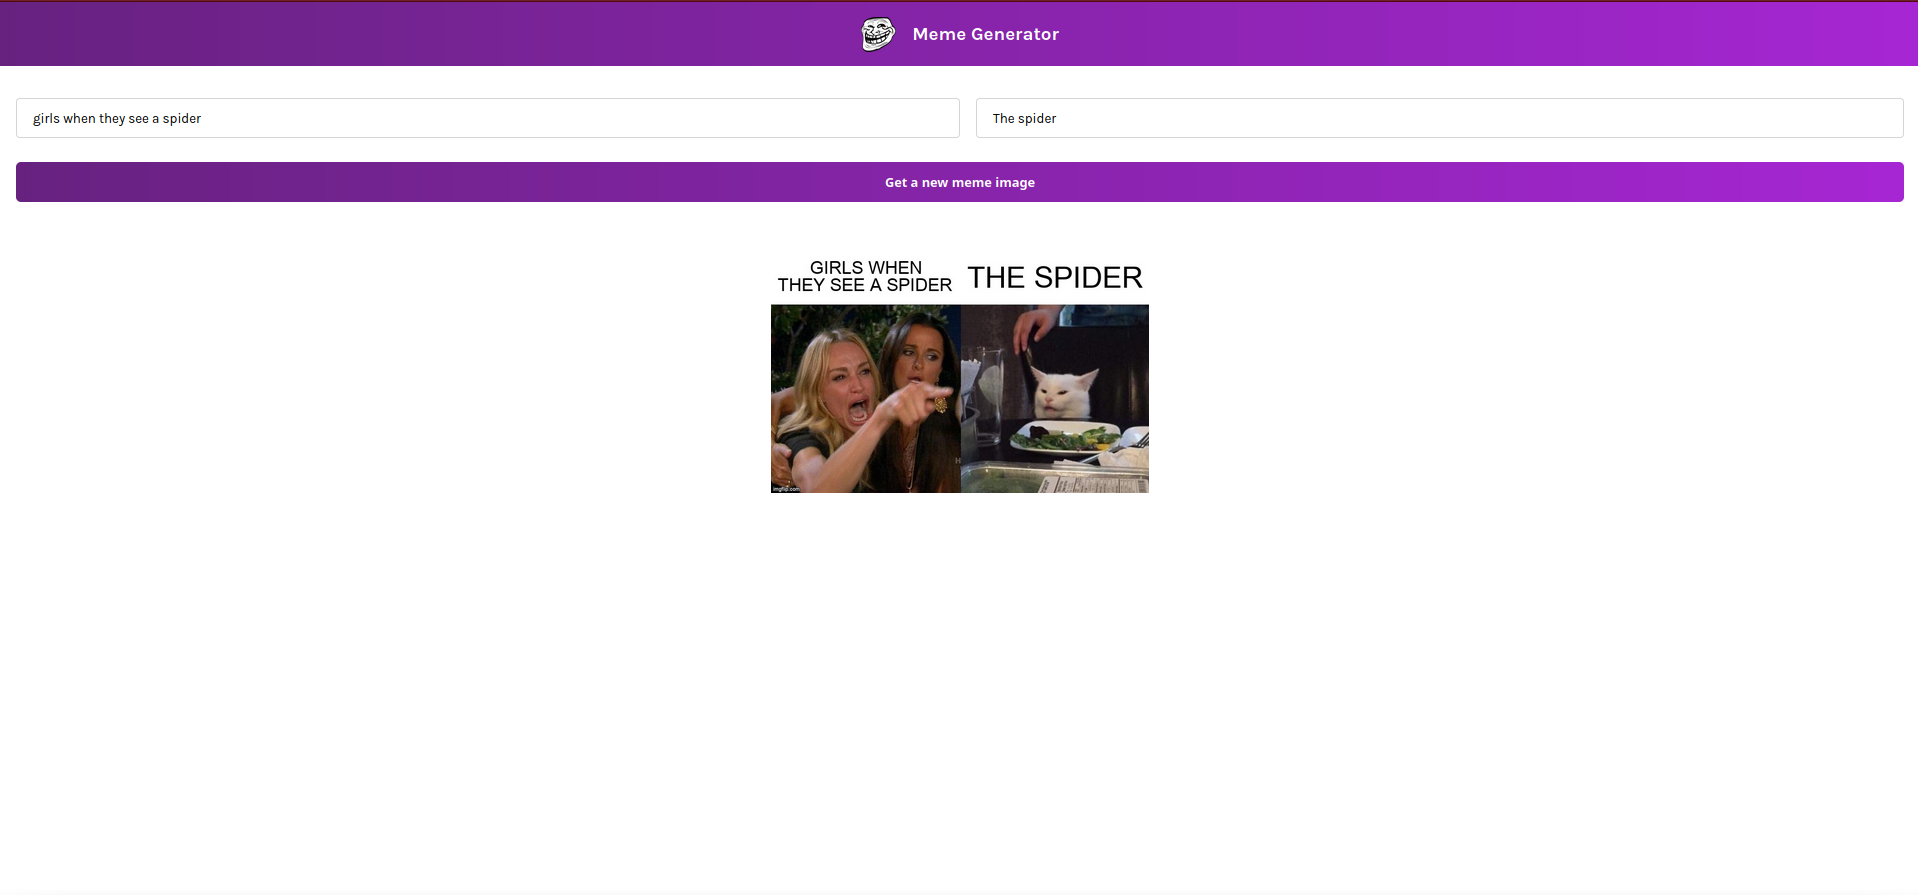 Meme Generator
girls when they see a spider
The spider
Get a new meme image
GIRLS WHEN
THEY SEE A SPIDER
THE SPIDER
imgflip.com